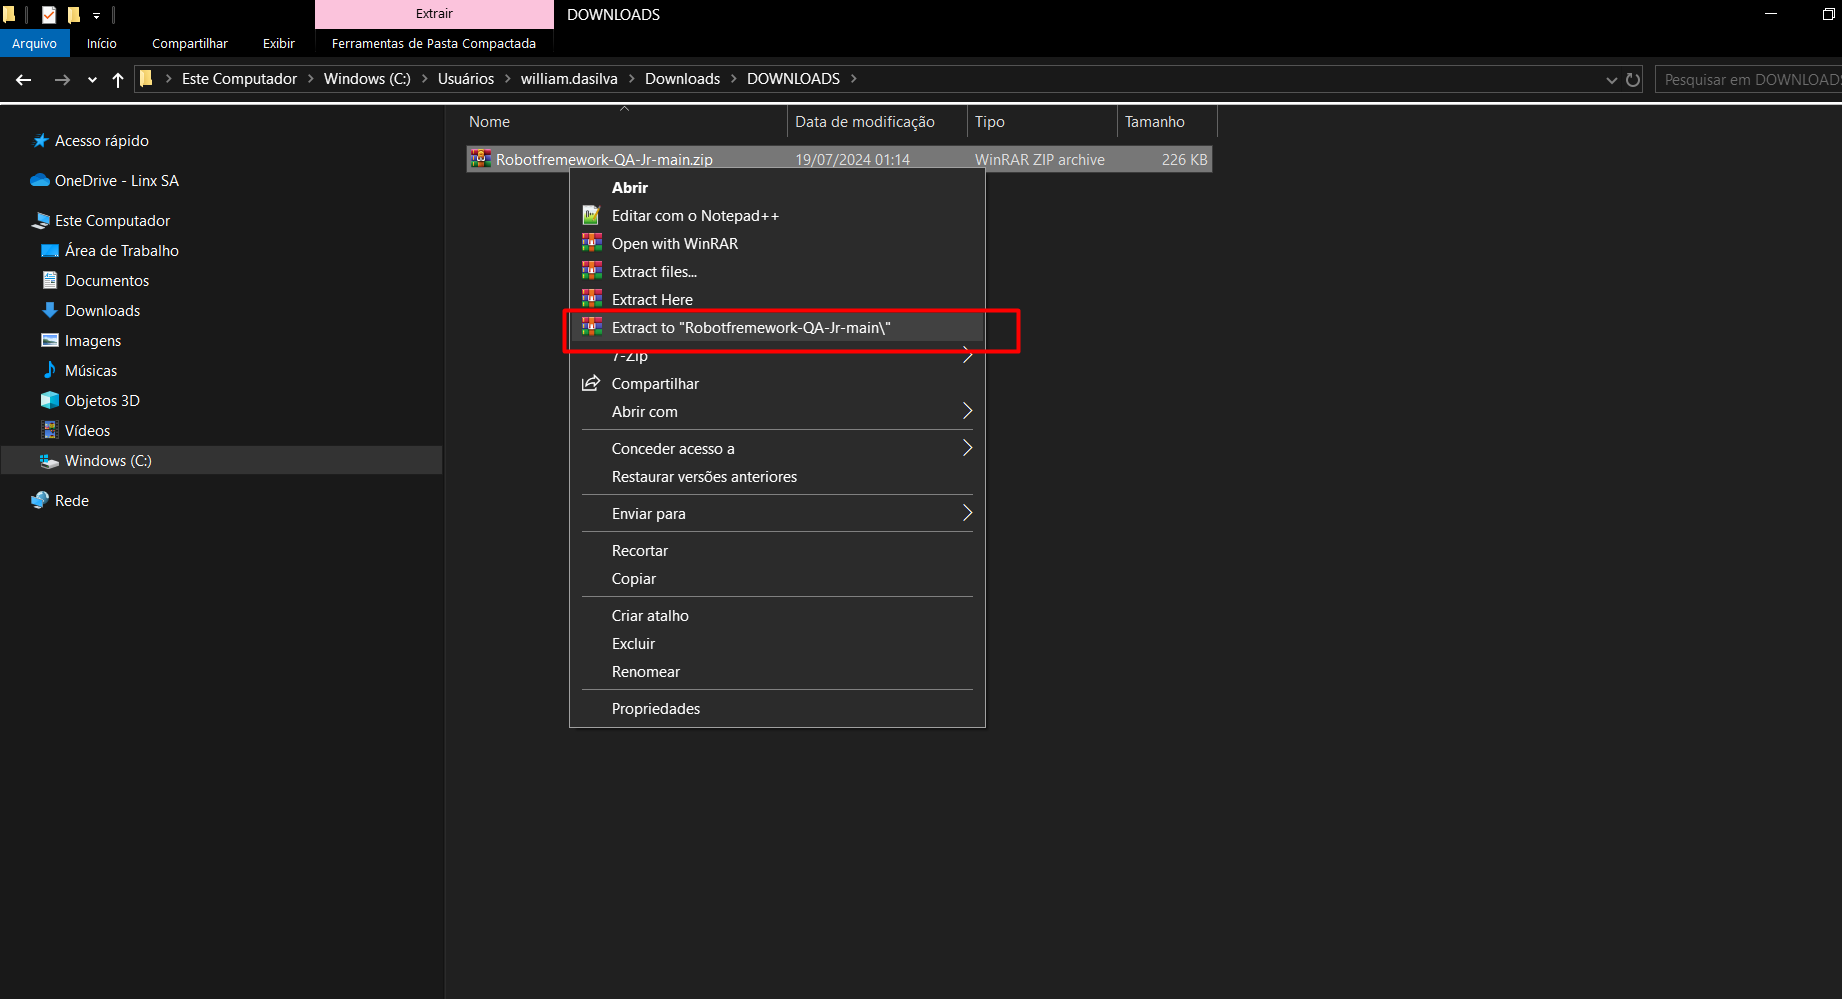 Extrair
DOWNLOADS
Arquivo
Início
Compartilhar
Exibir
Ferramentas de Pasta Compactada
Este Computador
Windows (C:)
Usuários
william.dasilva
Downloads
DOWNLOADS
Pesquisar em DOWNLOADS
Nome
Data de modificação
Tipo
Tamanho
Robotfremework-QA-Jr-main.zip
19/07/2024 01:14
WinRAR ZIP archive
226 KB
Acesso rápido
OneDrive - Linx SA
Este Computador
Área de Trabalho
Documentos
Downloads
Imagens
Músicas
Objetos 3D
Vídeos
Windows (C:)
Rede
Abrir
Editar com o Notepad++
Open with WinRAR
Extract files...
Extract Here
Extract to "Robotfremework-QA-Jr-main\"
7-Zip
Compartilhar
Abrir com
Conceder acesso a
Restaurar versões anteriores
Enviar para
Recortar
Copiar
Criar atalho
Excluir
Renomear
Propriedades